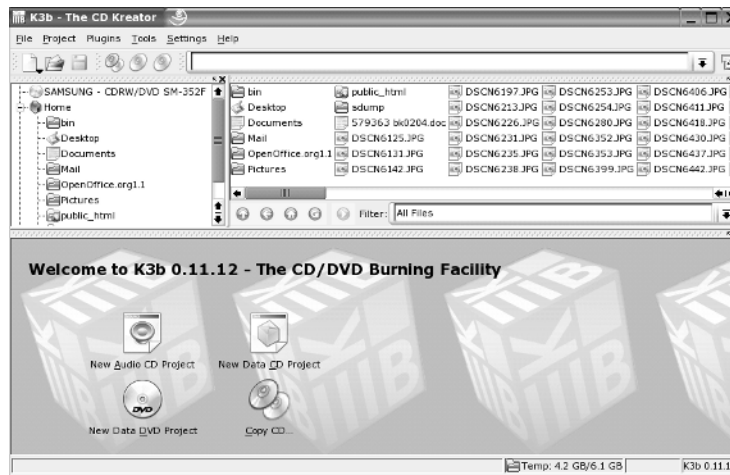 K3b - The CD Kreator
File Project Plugins Tools Settings Help
SAMSUNG - CDRW/DVD SM-352F
Home
bin
Desktop
Documents
Mail
OpenOffice.org1.1
Pictures
public_html
bin public_html DSCN6197.JPG DSCN6253.JPG DSCN6406.JPG
Desktop sdump DSCN6213.JPG DSCN6254.JPG DSCN6411.JPG
Documents 579363 bk0204.doc DSCN6226.JPG DSCN6280.JPG DSCN6418.JPG
Mail DSCN6125.JPG DSCN6231.JPG DSCN6352.JPG DSCN6430.JPG
OpenOffice.org1.1 DSCN6131.JPG DSCN6235.JPG DSCN6353.JPG DSCN6437.JPG
Pictures DSCN6142.JPG DSCN6238.JPG DSCN6399.JPG DSCN6442.JPG
Filter: All Files
Welcome to K3b 0.11.12 - The CD/DVD Burning Facility
New Audio CD Project New Data CD Project
DVD
New Data DVD Project Copy CD...
Temp: 4.2 GB/6.1 GB K3b 0.11.1